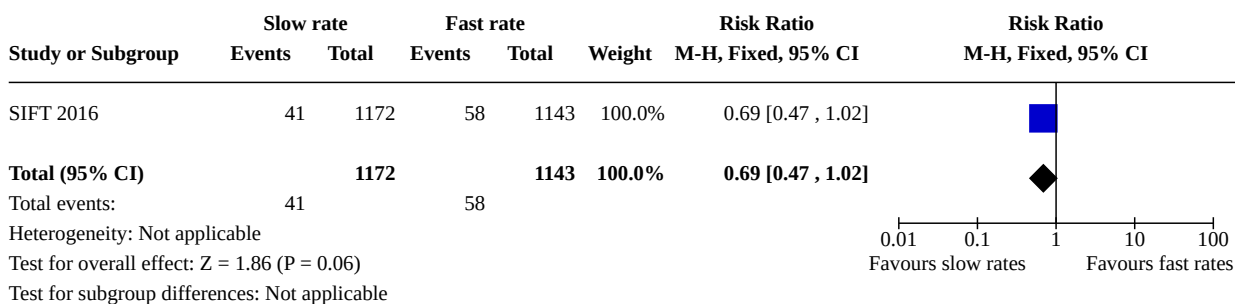 Slow rate Fast rate Risk Ratio Risk Ratio
Study or Subgroup Events Total Events Total Weight M-H, Fixed, 95% CI M-H, Fixed, 95% CI
SIFT 2016 41 1172 58 1143 100.0% 0.69 [0.47 , 1.02]
Total (95% CI) 1172 1143 100.0% 0.69 [0.47 , 1.02]
Total events: 41 58
Heterogeneity: Not applicable
0.01 0.1 1 10 100
Test for overall effect: Z = 1.86 (P = 0.06) Favours slow rates Favours fast rates
Test for subgroup differences: Not applicable